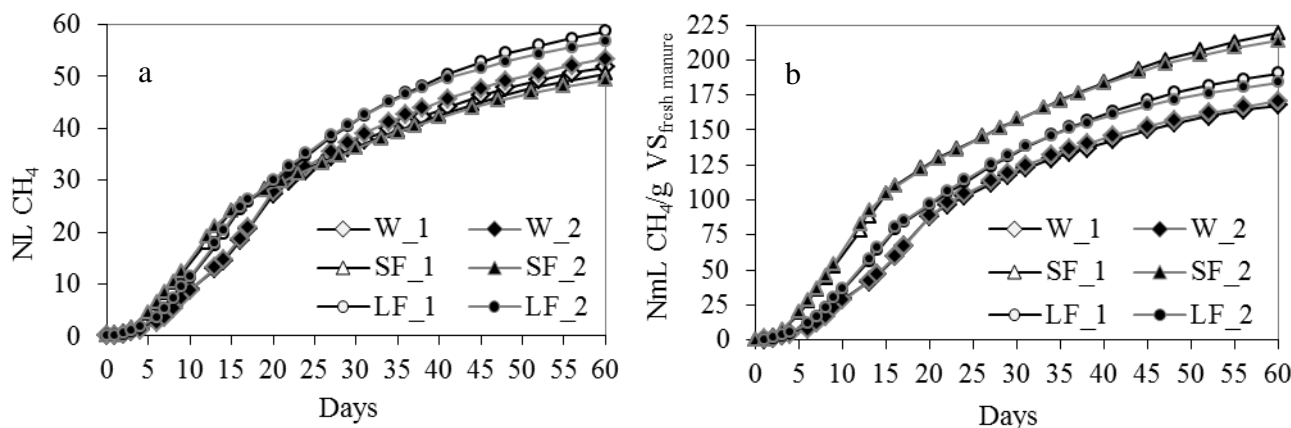 a
NL CH4
60
50
40
30
20
10
0
W_1 W_2
SF_1 SF_2
LF_1 LF_2
0 5 10 15 20 25 30 35 40 45 50 55 60
Days
b
NmL CH4/g VSfresh manure
225
200
175
150
125
100
75
50
25
0
W_1 W_2
SF_1 SF_2
LF_1 LF_2
0 5 10 15 20 25 30 35 40 45 50 55 60
Days